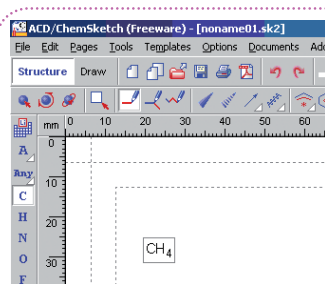 ACD/ChemSketch (Freeware) - [noname01.sk2]
File Edit Pages Tools Templates Options Documents Add
Structure Draw
mm 0 10 20 30 40 50 60
0
A
Any
10
C
H
20
N
O
30
F
CH4